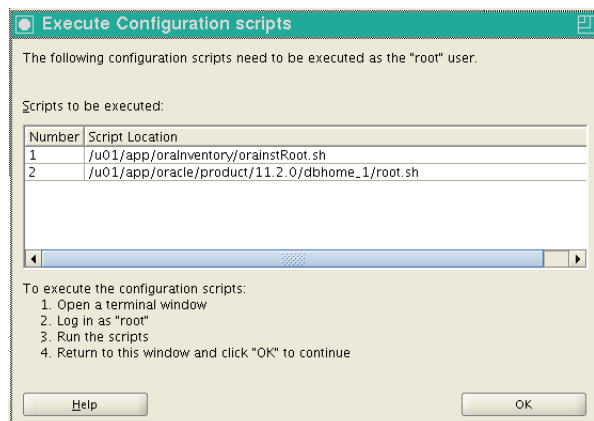 Execute Configuration scripts
The following configuration scripts need to be executed as the "root" user.
Scripts to be executed:
Number Script Location
1 /u01/app/oraInventory/orainstRoot.sh
2 /u01/app/oracle/product/11.2.0/dbhome_1/root.sh
To execute the configuration scripts:
1. Open a terminal window
2. Log in as "root"
3. Run the scripts
4. Return to this window and click "OK" to continue
Help OK